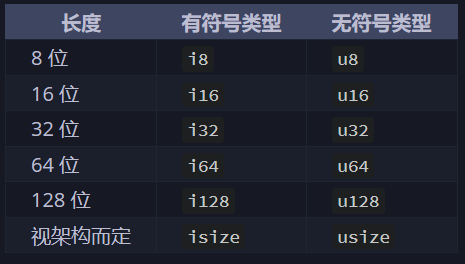 长度 有符号类型 无符号类型
8 位 i8 u8
16 位 i16 u16
32 位 i32 u32
64 位 i64 u64
128 位 i128 u128
视架构而定 isize usize